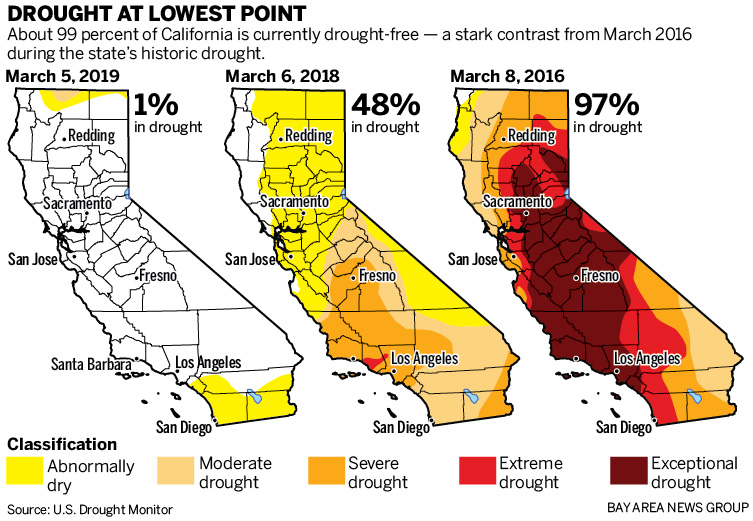 DROUGHT AT LOWEST POINT
About 99 percent of California is currently drought-free — a stark contrast from March 2016
during the state's historic drought.
March 5, 2019
1%
in drought
Redding
Sacramento
San Jose
Fresno
Santa Barbara
Los Angeles
San Diego
March 6, 2018
48%
in drought
Redding
Sacramento
San Jose
Fresno
Los Angeles
San Diego
March 8, 2016
97%
in drought
Redding
Sacramento
San Jose
Fresno
Los Angeles
San Diego
Classification
Abnormally
dry
Moderate
drought
Severe
drought
Extreme
drought
Exceptional
drought
Source: U.S. Drought Monitor
BAY AREA NEWS GROUP